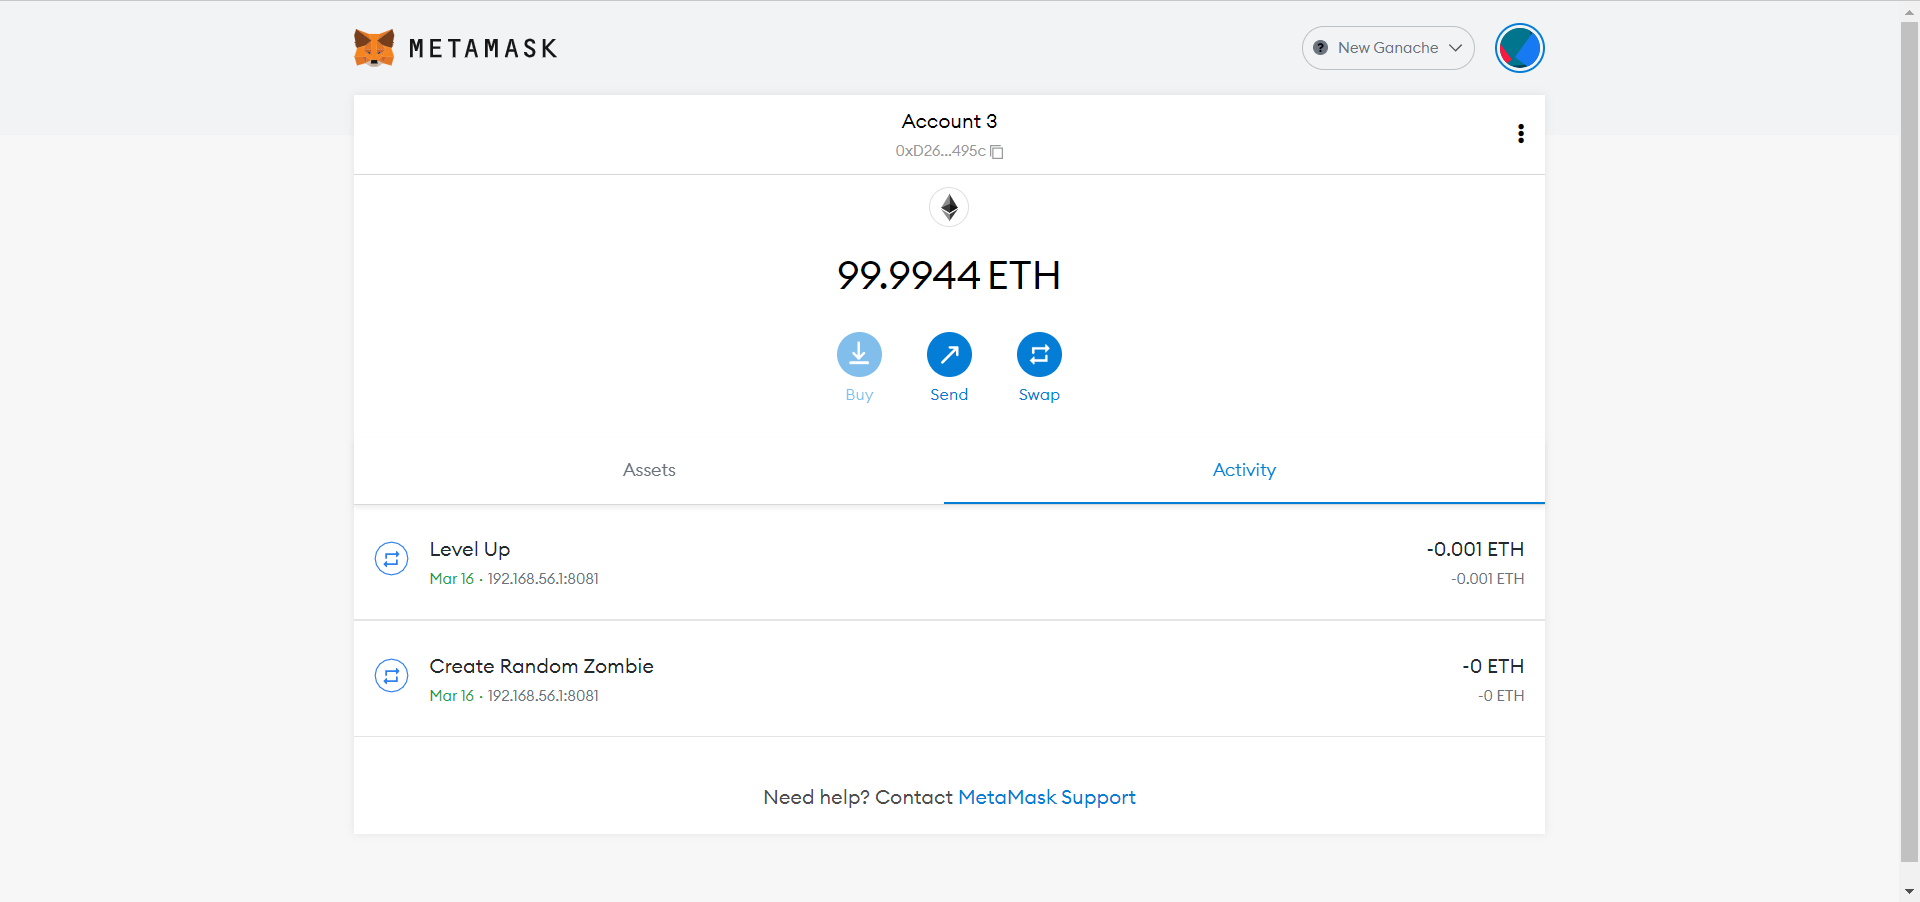 METAMASK
New Ganache
Account 3
0xD26...495c
99.9944 ETH
Buy
Send
Swap
Assets
Activity
Level Up
-0.001 ETH
Mar 16 · 192.168.56.1:8081
-0.001 ETH
Create Random Zombie
-0 ETH
Mar 16 · 192.168.56.1:8081
-0 ETH
Need help? Contact MetaMask Support